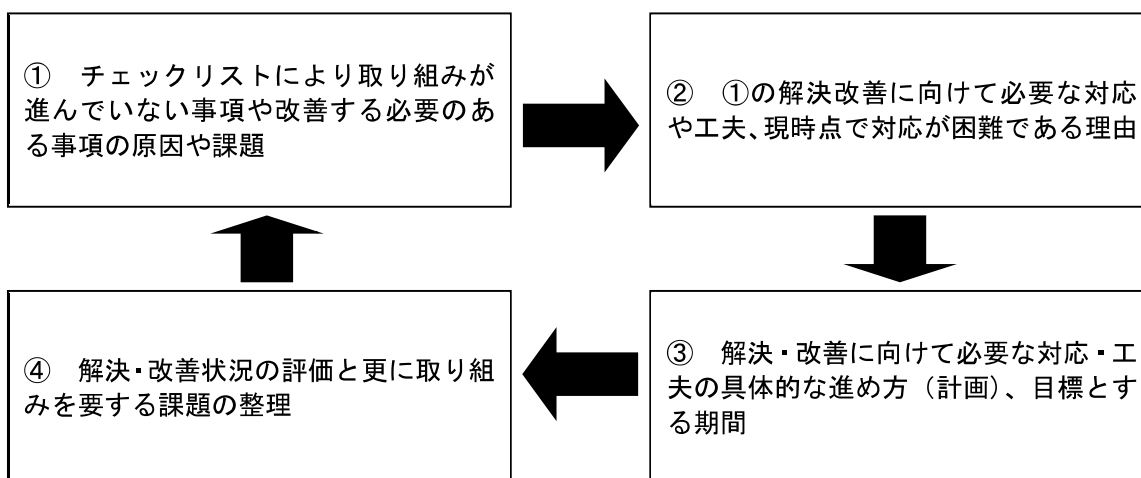 ① チェックリストにより取り組みが
進んでいない事項や改善する必要のあ
る事項の原因や課題
② ①の解決改善に向けて必要な対応
や工夫、現時点で対応が困難である理由
③ 解決・改善に向けて必要な対応・工
夫の具体的な進め方（計画）、目標とす
る期間
④ 解決・改善状況の評価と更に取り組
みを要する課題の整理